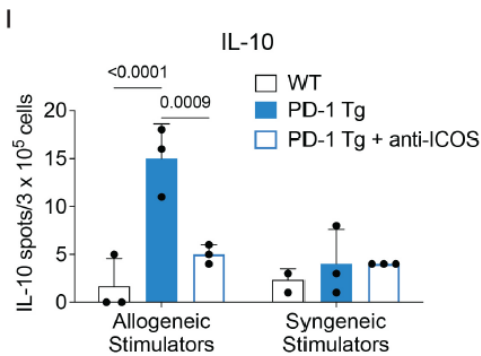 I
IL-10
<0.0001
0.0009
WT
PD-1 Tg
PD-1 Tg + anti-ICOS
IL-10 spots/3 x 10⁵ cells
20
15
10
5
0
Allogeneic
Stimulators
Syngeneic
Stimulators